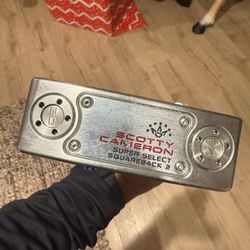 SCOTTY
CAMERON
SUPER SELECT
SQUAREBACK 2